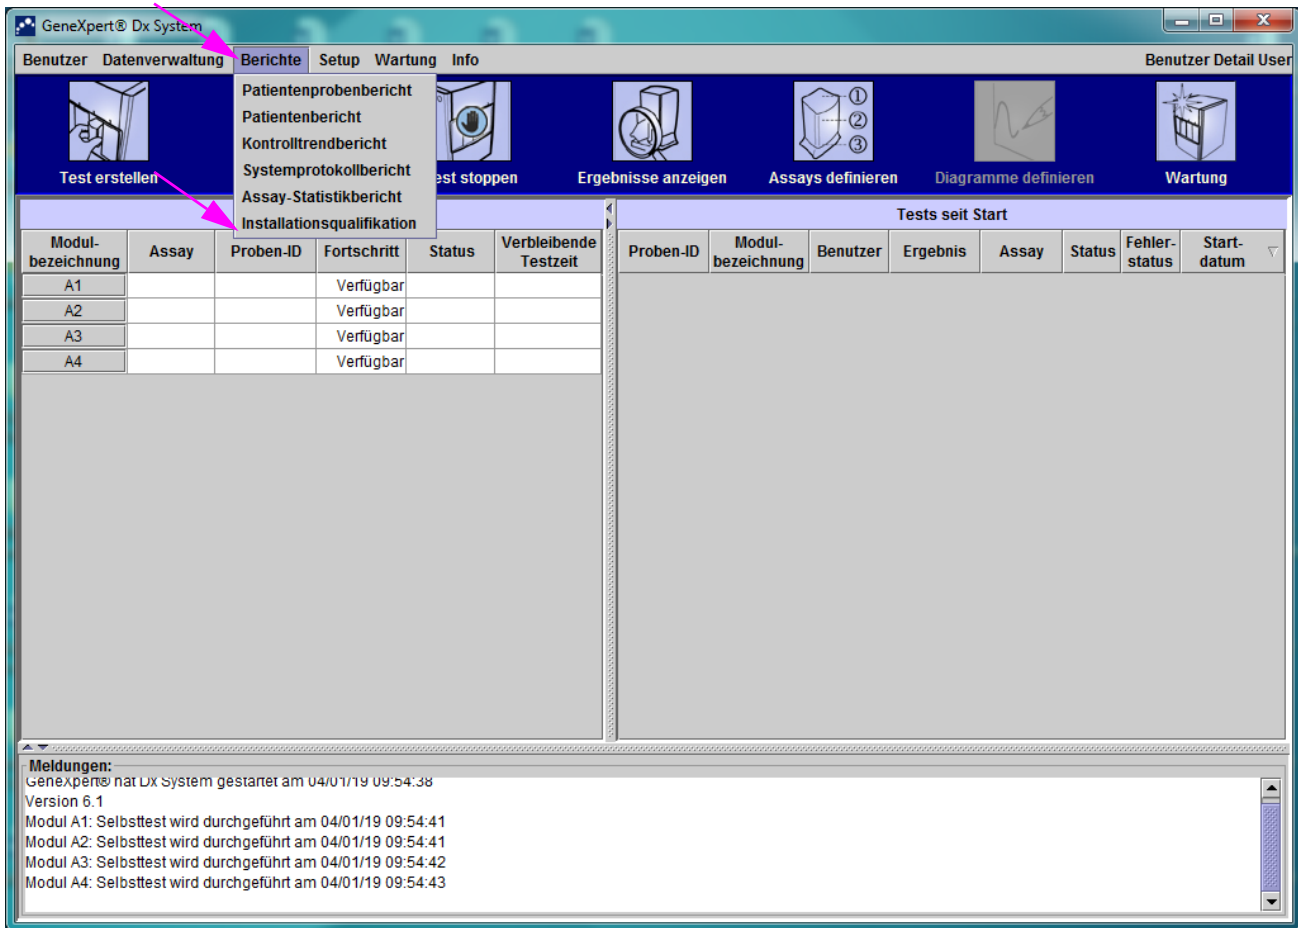 GeneXpert® Dx System
Benutzer Datenverwaltung Berichte Setup Wartung Info Benutzer Detail User
Patientenprobenbericht
Patientenbericht
Kontrolltrendbericht
Systemprotokollbericht
Assay-Statistikbericht
Installationsqualifikation
① 
② 
③
Test erstellen stoppen Ergebnisse anzeigen Assays definieren Diagramme definieren Wartung
Tests seit Start
Modul-bezeichnung Assay Proben-ID Fortschritt Status Verbleibende Testzeit
Proben-ID Modul-bezeichnung Benutzer Ergebnis Assay Status Fehler-status Start-datum
A1 Verfügbar
A2 Verfügbar
A3 Verfügbar
A4 Verfügbar
Meldungen:
GeneXpert® hat Dx System gestartet am 04/01/19 09:54:38
Version 6.1
Modul A1: Selbsttest wird durchgeführt am 04/01/19 09:54:41
Modul A2: Selbsttest wird durchgeführt am 04/01/19 09:54:41
Modul A3: Selbsttest wird durchgeführt am 04/01/19 09:54:42
Modul A4: Selbsttest wird durchgeführt am 04/01/19 09:54:43